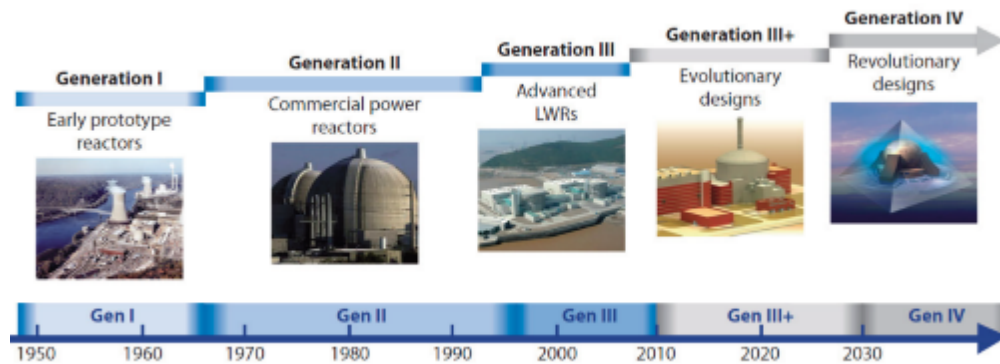 Generation I
Early prototype
reactors
Generation II
Commercial power
reactors
Generation III
Advanced
LWRs
Generation III+
Evolutionary
designs
Generation IV
Revolutionary
designs
Gen I
Gen II
Gen III
Gen III+
Gen IV
1950
1960
1970
1980
1990
2000
2010
2020
2030